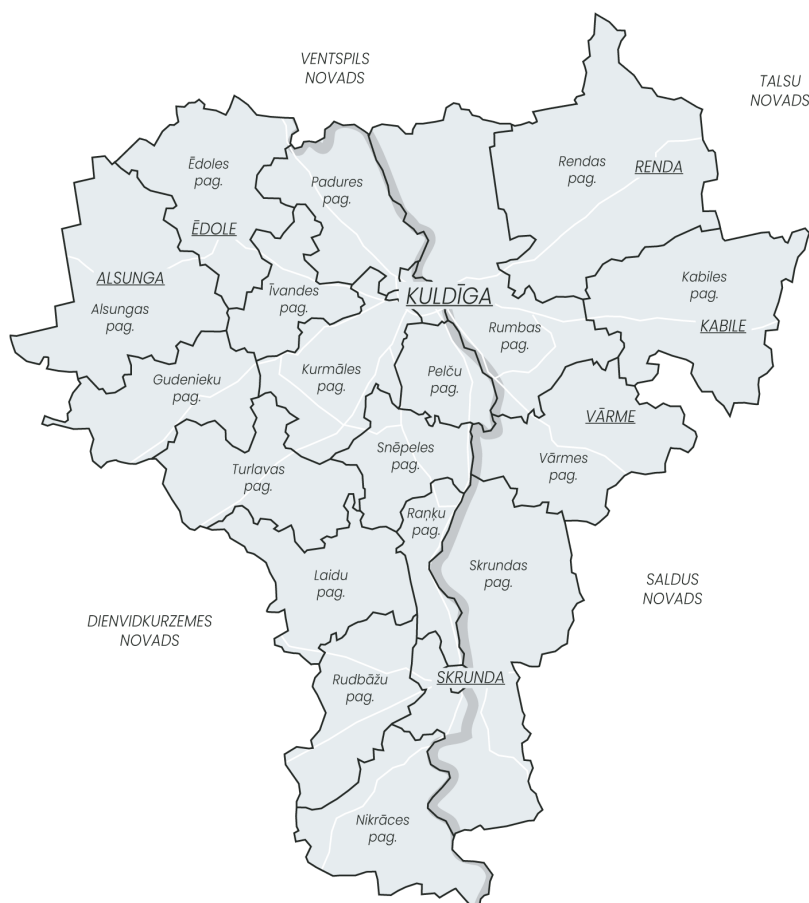 VENTSPILS
NOVADS
TALSU
NOVADS
Ēdoles
pag.
Padures
pag.
Rendas
pag.
RENDA
ĒDOLE
ALSUNGA
Alsungas
pag.
Īvandes
pag.
KULDĪGA
Rumbas
pag.
Kabiles
pag.
KABILE
Gudenieku
pag.
Kurmāles
pag.
Pelču
pag.
VĀRME
Vārmes
pag.
Turlavas
pag.
Snēpeles
pag.
Raņķu
pag.
Skrundas
pag.
Laidu
pag.
SALDUS
NOVADS
DIENVIDKURZEMES
NOVADS
Rudbāžu
pag.
SKRUNDA
Nikrāces
pag.